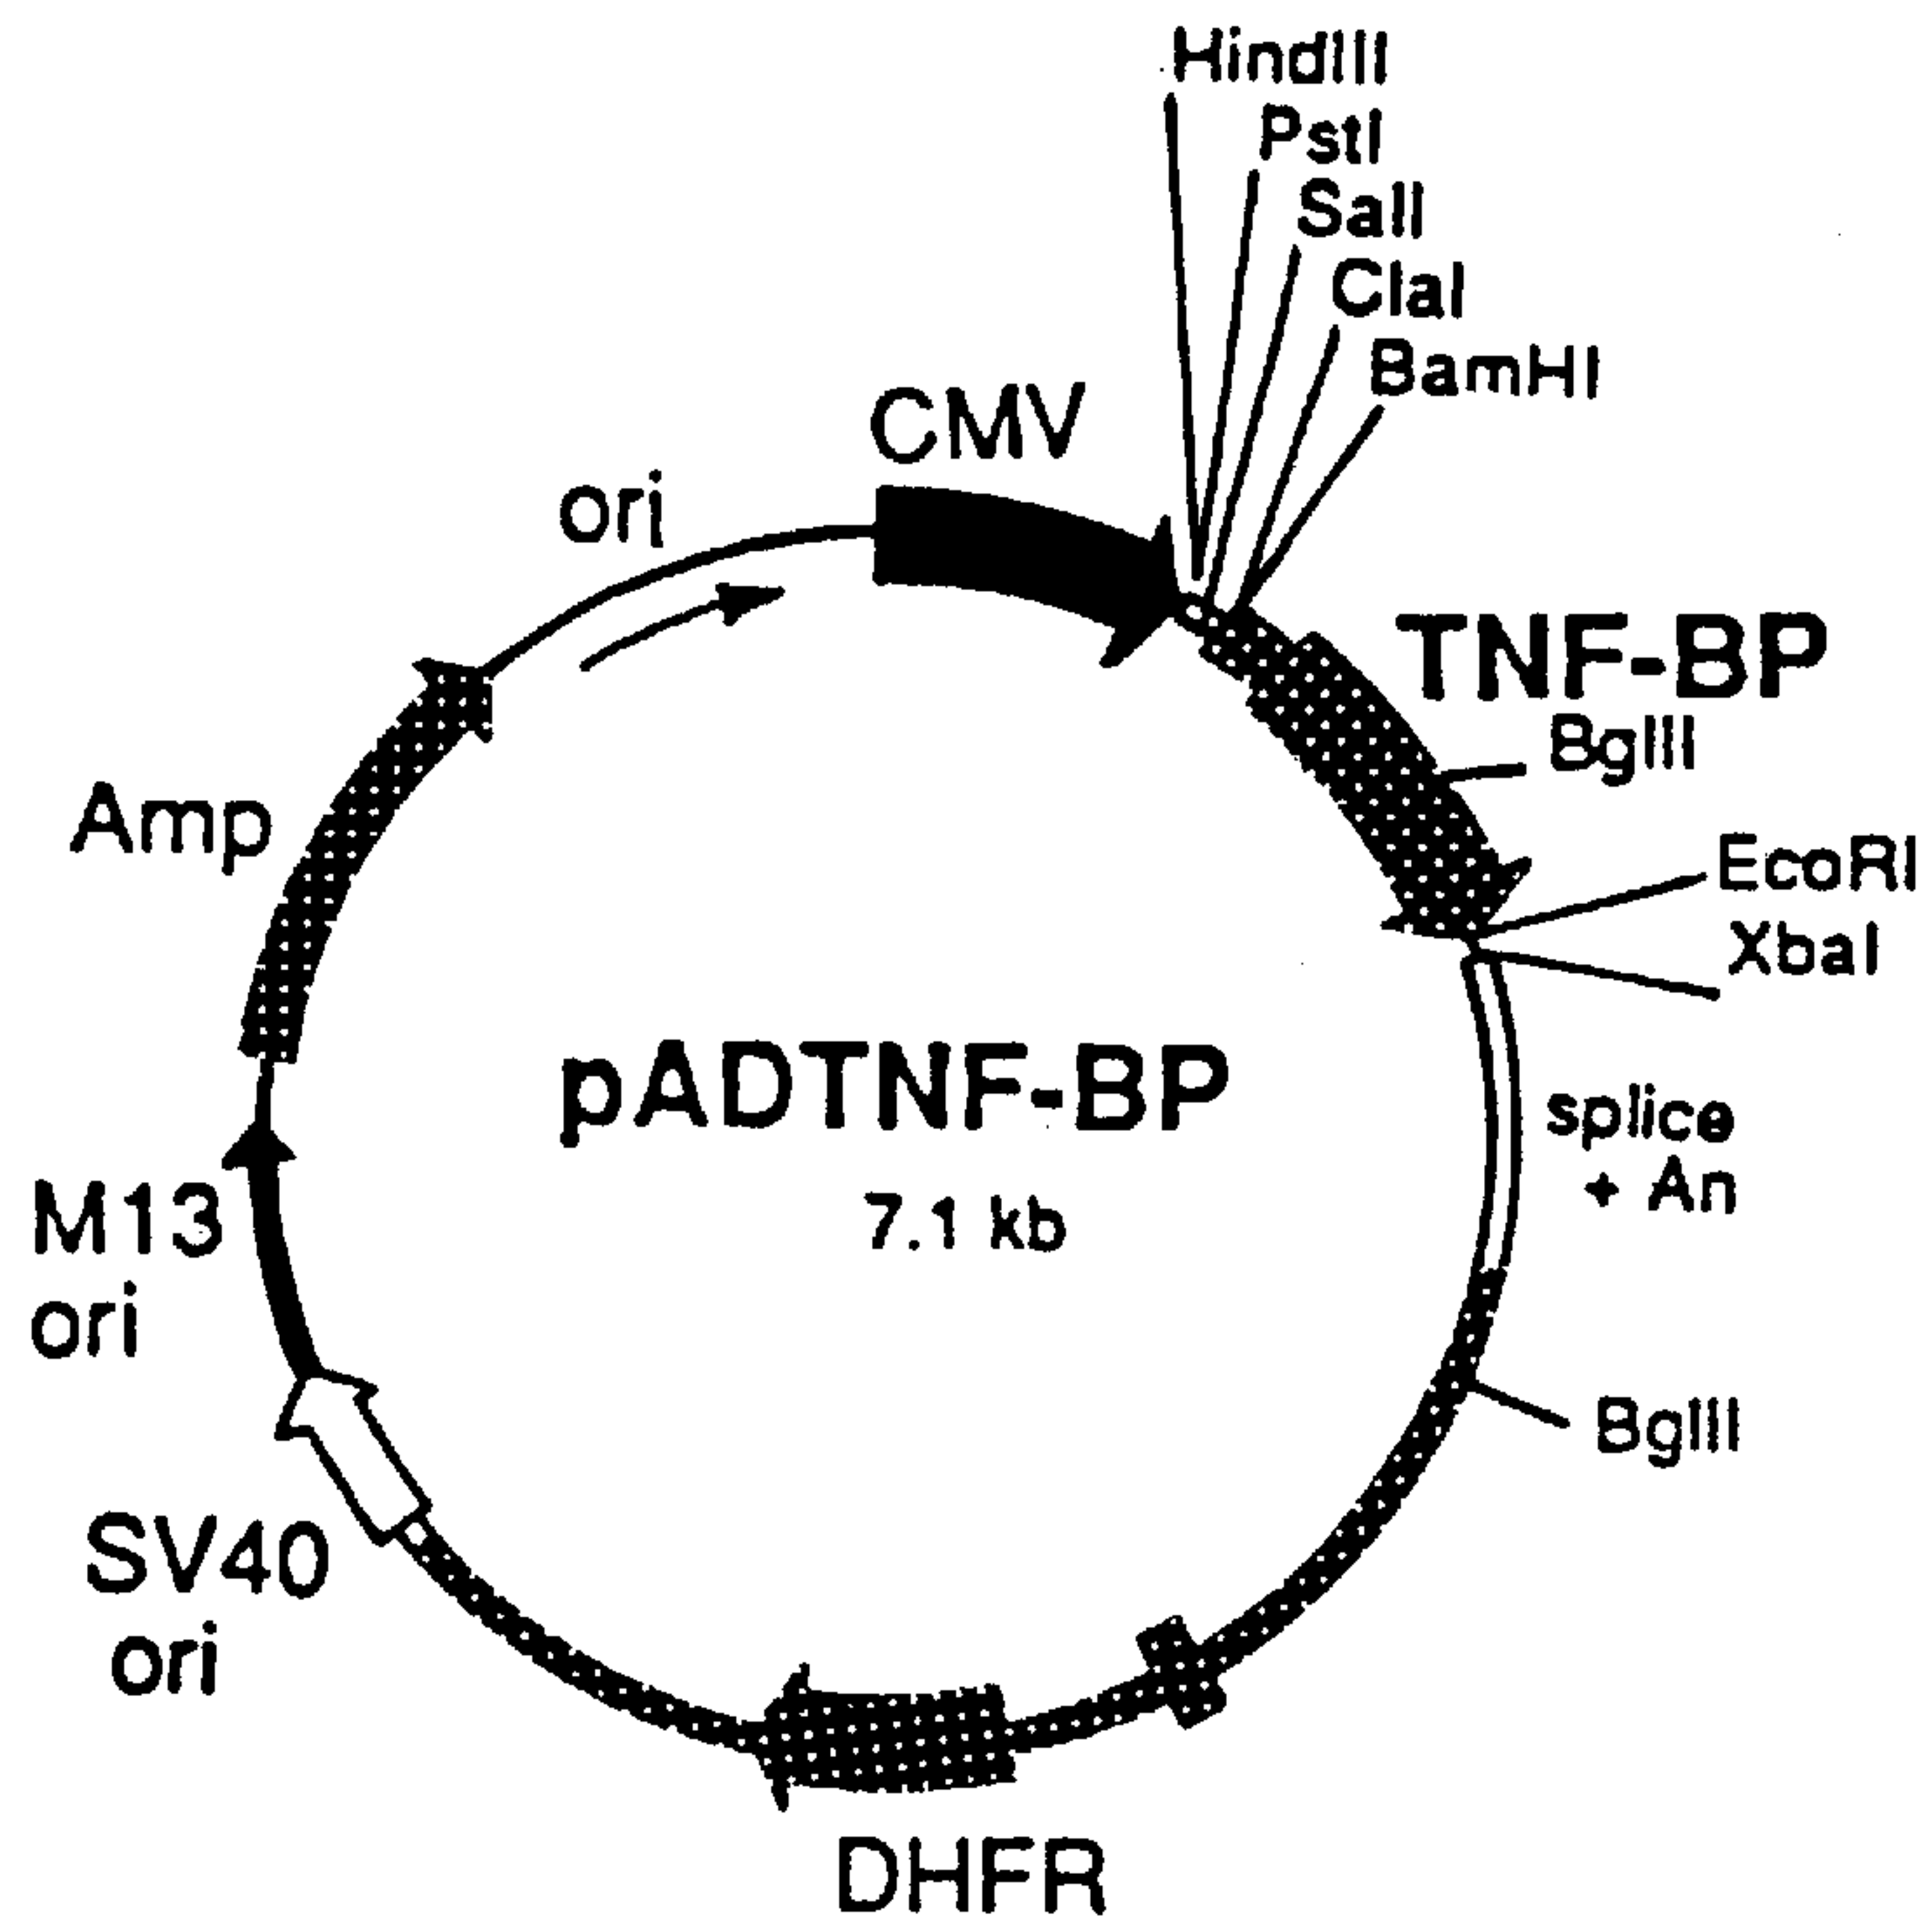 HindIII
PstI
SalI
ClaI
BamHI
CMV
ori
TNF-BP
BglII
Amp
EcoRI
XbaI
pADTNF-BP
7.1 kb
splice
+ An
M13
ori
BglII
SV40
ori
DHFR